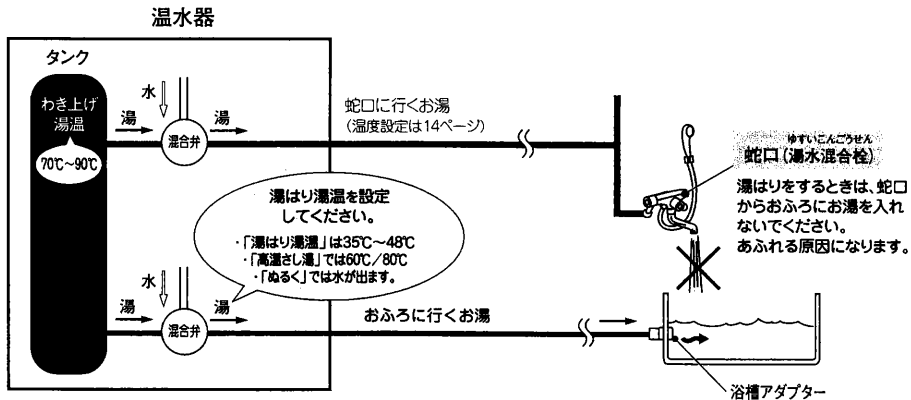 温水器
タンク
わき上げ
湯温
70℃～90℃
水
湯
湯
混合弁
蛇口に行くお湯
（温度設定は14ページ）
ゆすいこんごうせん
蛇口（湯水混合栓）
湯はりをするときは、蛇口
からおふろにお湯を入れ
ないでください。
あふれる原因になります。
湯はり湯温を設定
してください。
・「湯はり湯温」は35℃～48℃
・「高温さし湯」では60℃／80℃
・「ぬるく」では水が出ます。
水
湯
湯
混合弁
おふろに行くお湯
浴槽アダプター